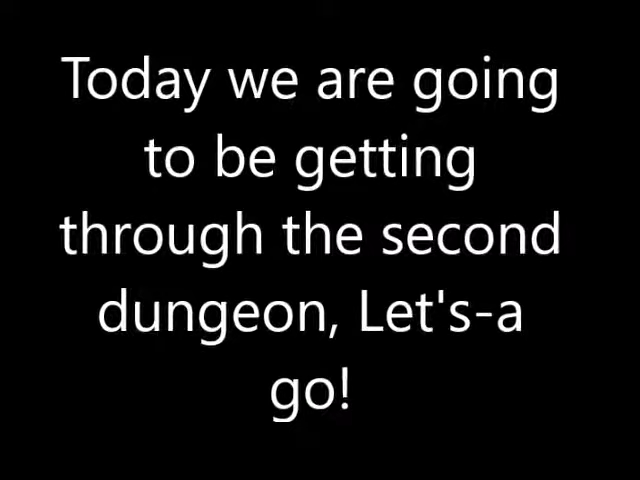 Today we are going
to be getting
through the second
dungeon, Let's-a
go!